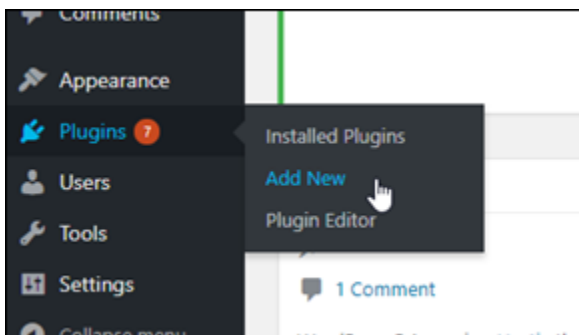 Comments
Appearance
Plugins 7
Users
Tools
Settings
Collapse menu
Installed Plugins
Add New
Plugin Editor
1 Comment